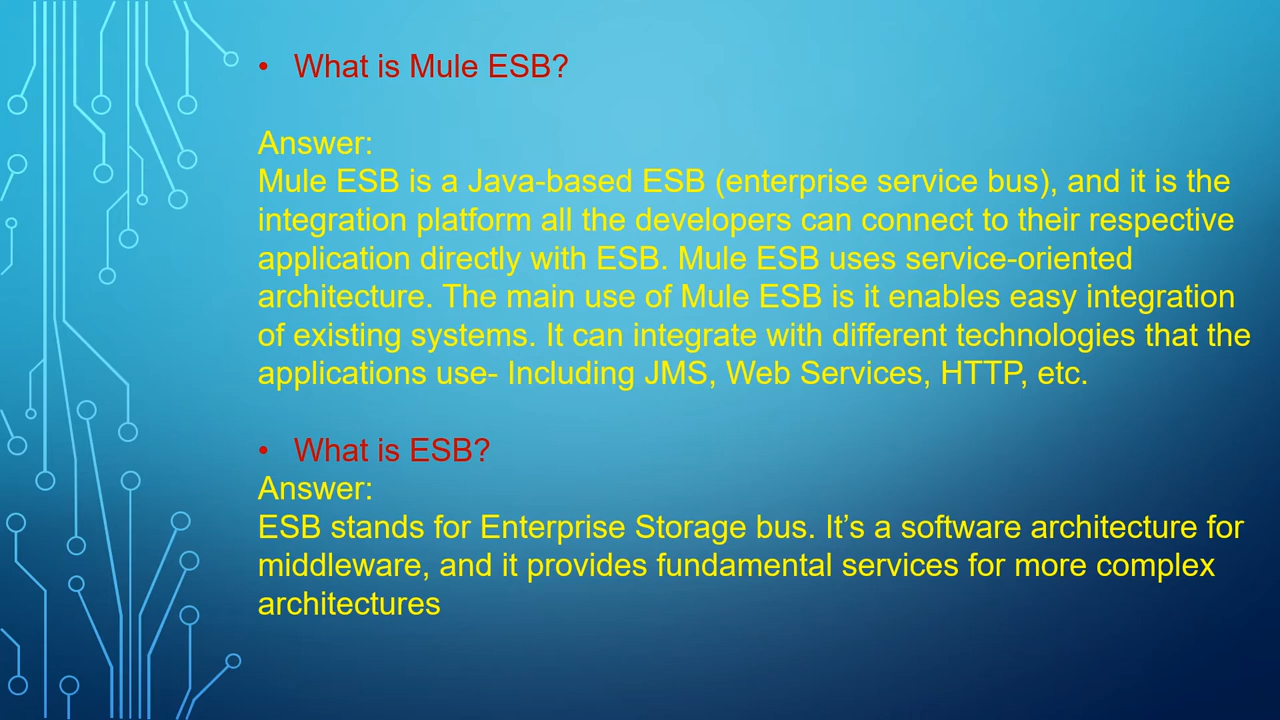 • What is Mule ESB?
Answer:
Mule ESB is a Java-based ESB (enterprise service bus), and it is the
integration platform all the developers can connect to their respective
application directly with ESB. Mule ESB uses service-oriented
architecture. The main use of Mule ESB is it enables easy integration
of existing systems. It can integrate with different technologies that the
applications use- Including JMS, Web Services, HTTP, etc.
• What is ESB?
Answer:
ESB stands for Enterprise Storage bus. It’s a software architecture for
middleware, and it provides fundamental services for more complex
architectures